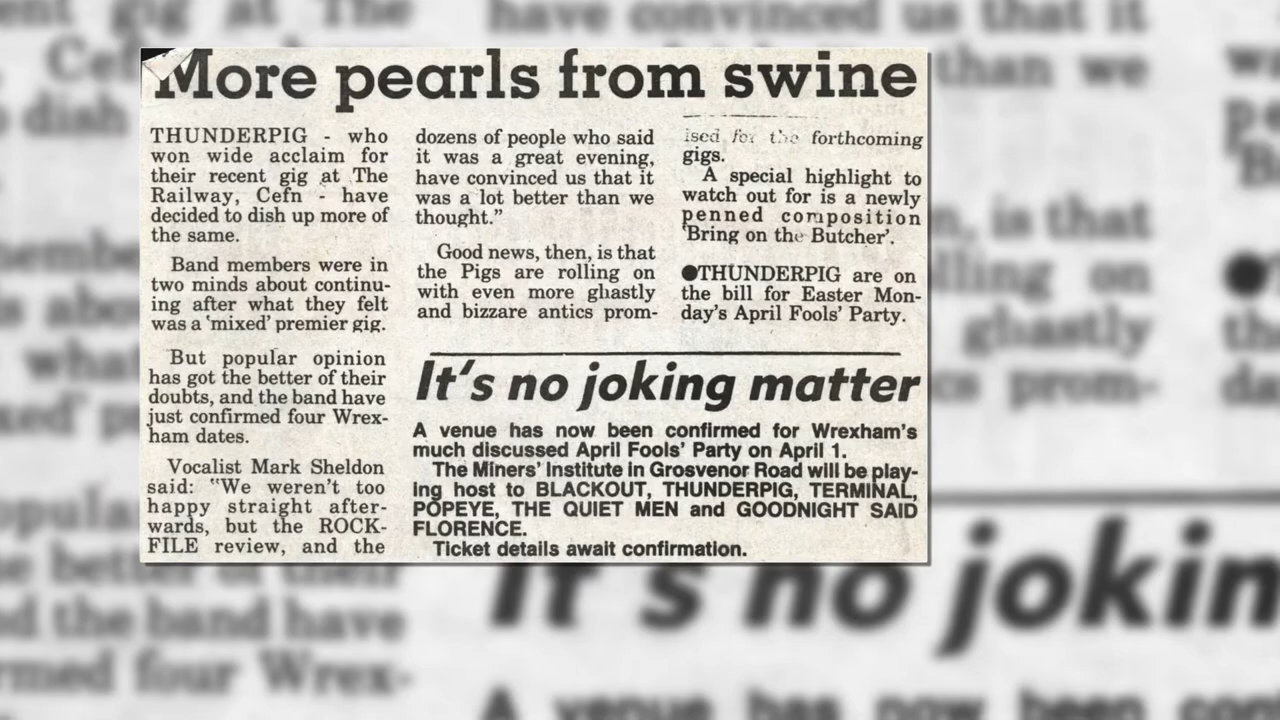 More pearls from swine
THUNDERPIG - who
won wide acclaim for
their recent gig at The
Railway, Cefn - have
decided to dish up more of
the same.
Band members were in
two minds about continu-
ing after what they felt
was a 'mixed' premier gig.
But popular opinion
has got the better of their
doubts, and the band have
just confirmed four Wrex-
ham dates.
Vocalist Mark Sheldon
said: "We weren't too
happy straight after-
wards, but the ROCK-
FILE review, and the
dozens of people who said
it was a great evening,
have convinced us that it
was a lot better than we
thought."
Good news, then, is that
the Pigs are rolling on
with even more ghastly
and bizzare antics prom-
ised for the forthcoming
gigs.
A special highlight to
watch out for is a newly
penned composition
'Bring on the Butcher'.
●THUNDERPIG are on
the bill for Easter Mon-
day's April Fools' Party.
It's no joking matter
A venue has now been confirmed for Wrexham's
much discussed April Fools' Party on April 1.
The Miners' Institute in Grosvenor Road will be play-
ing host to BLACKOUT, THUNDERPIG, TERMINAL,
POPEYE, THE QUIET MEN and GOODNIGHT SAID
FLORENCE.
Ticket details await confirmation.